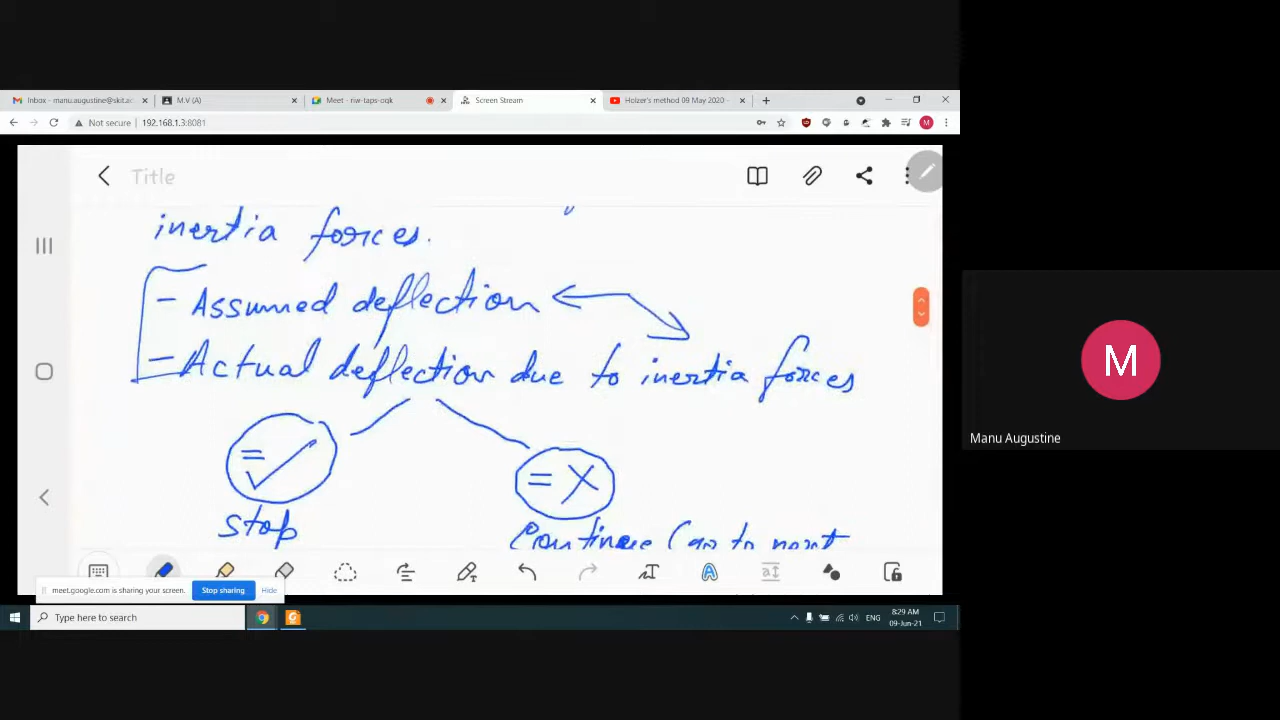 Inbox - manu.augustine@skit.ac
M.V (A)
Meet - riw-taps-oqk
Screen Stream
Holzer's method 09 May 2020 -
Not secure
192.168.1.3:8081
Title
inertia forces.
- Assumed deflection
- Actual deflection due to inertia forces
= ✓
= X
stop
Continue (go to next
meet.google.com is sharing your screen.
Stop sharing
Hide
Type here to search
ENG
8:29 AM
09-Jun-21
M
Manu Augustine